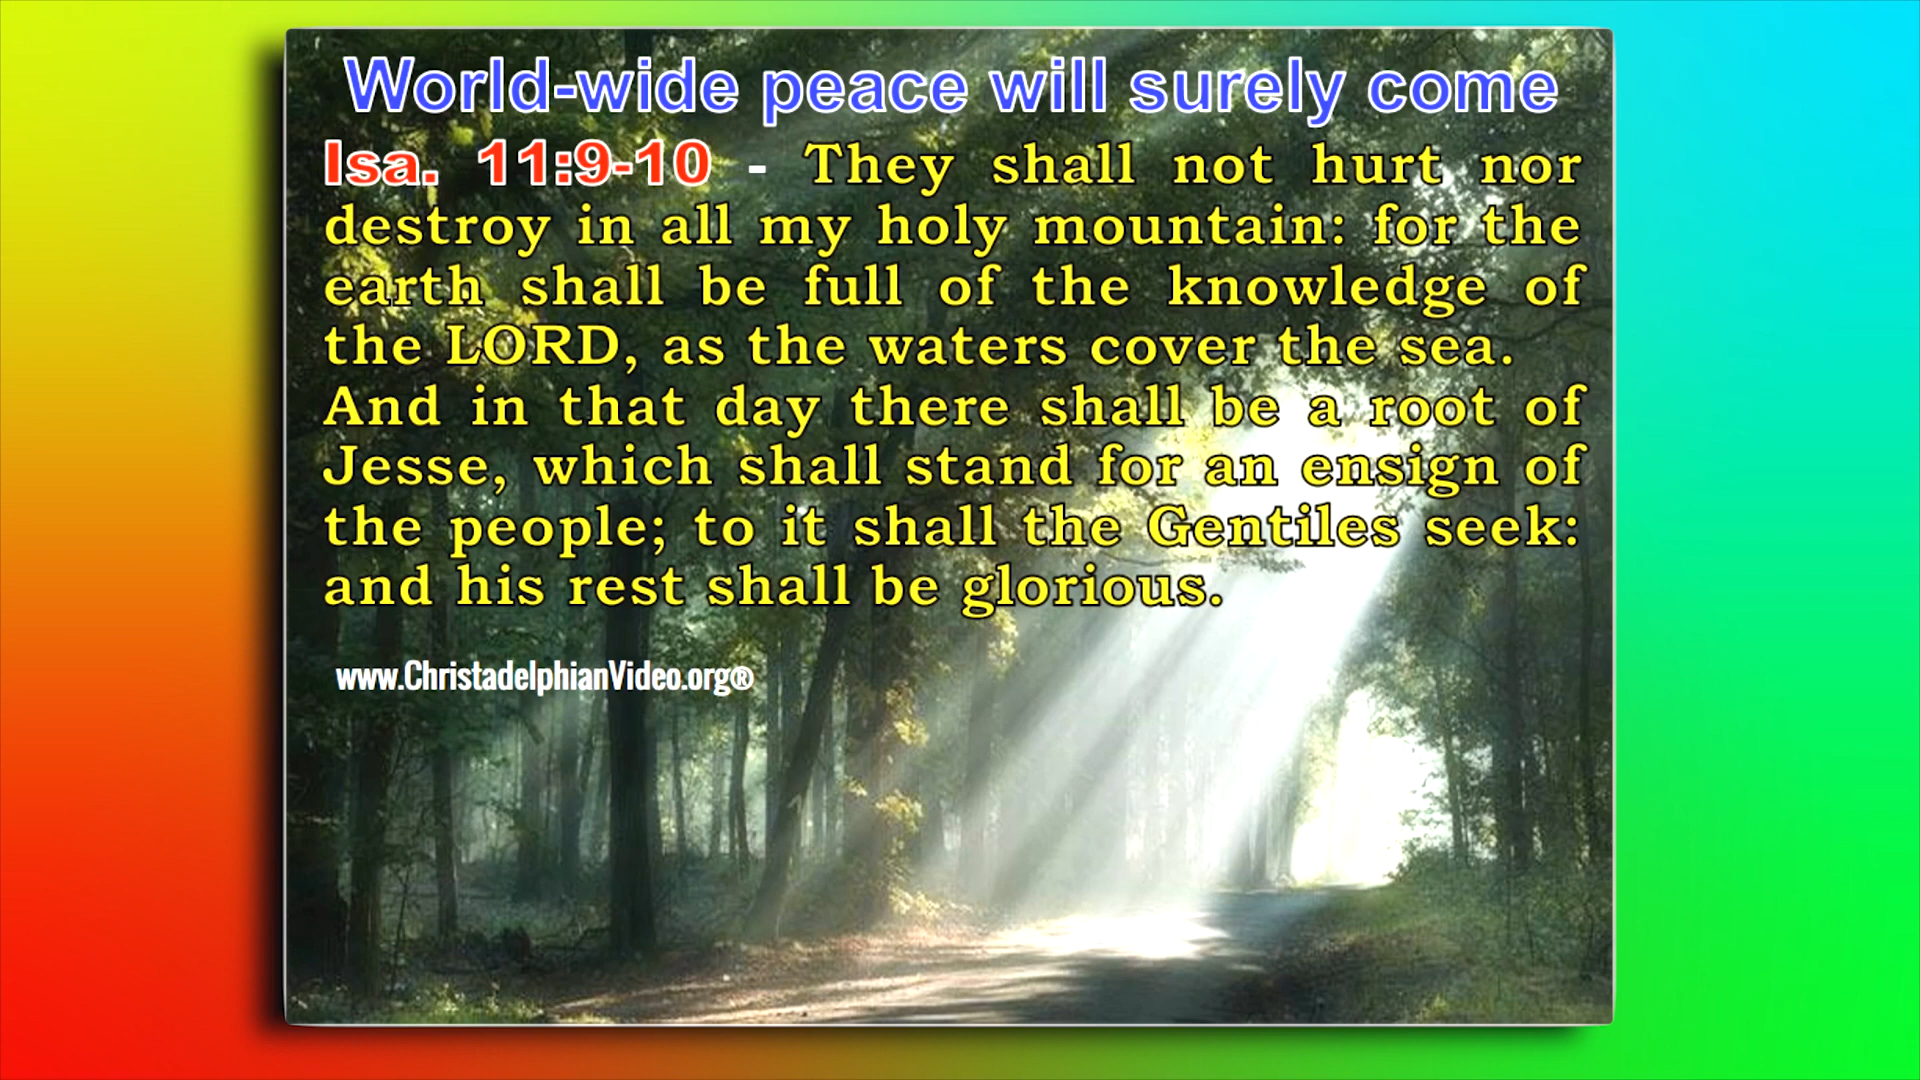 World-wide peace will surely come
Isa. 11:9-10 - They shall not hurt nor
destroy in all my holy mountain: for the
earth shall be full of the knowledge of
the LORD, as the waters cover the sea.
And in that day there shall be a root of
Jesse, which shall stand for an ensign of
the people; to it shall the Gentiles seek:
and his rest shall be glorious.
www.ChristadelphianVideo.org®